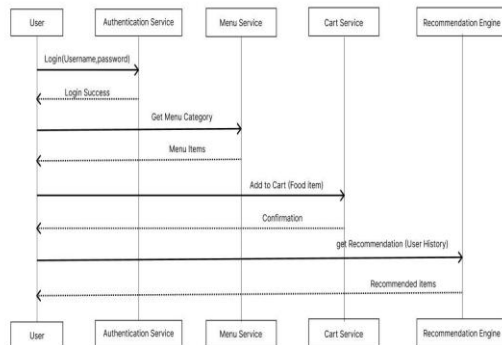 User Authentication Service Menu Service Cart Service Recommendation Engine
Login(Username,password)
Login Success
Get Menu Category
Menu Items
Add to Cart (Food item)
Confirmation
get Recommendation (User History)
Recommended Items
User Authentication Service Menu Service Cart Service Recommendation Engine